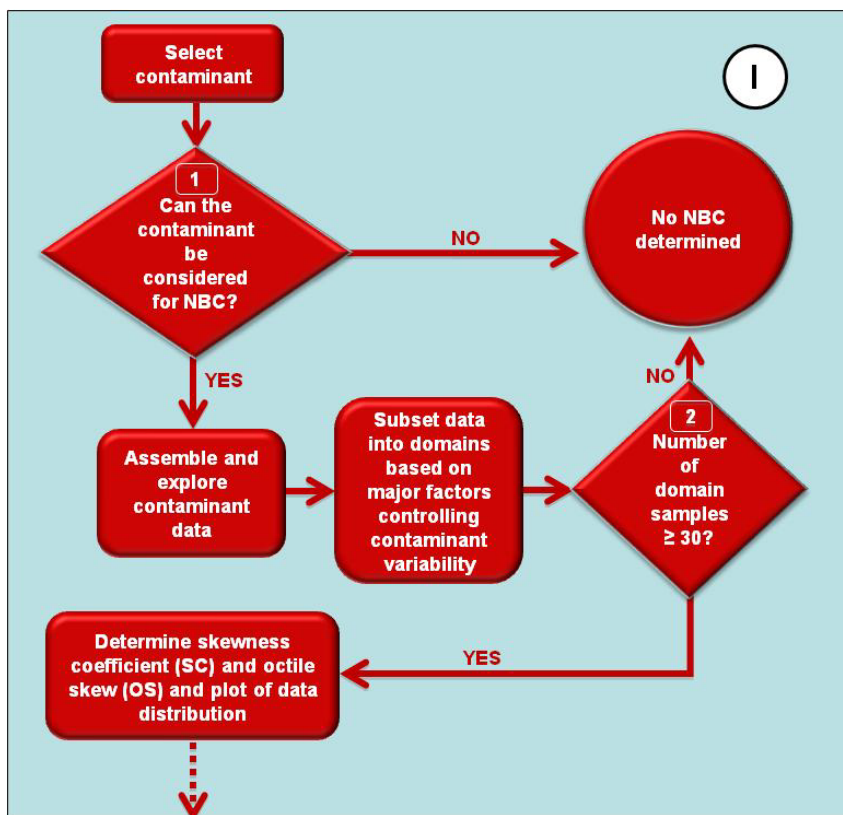 Select
contaminant
I
1
Can the
contaminant
be
considered
for NBC?
NO
No NBC
determined
YES
Assemble and
explore
contaminant
data
Subset data
into domains
based on
major factors
controlling
contaminant
variability
NO
2
Number
of
domain
samples
≥ 30?
YES
Determine skewness
coefficient (SC) and octile
skew (OS) and plot of data
distribution